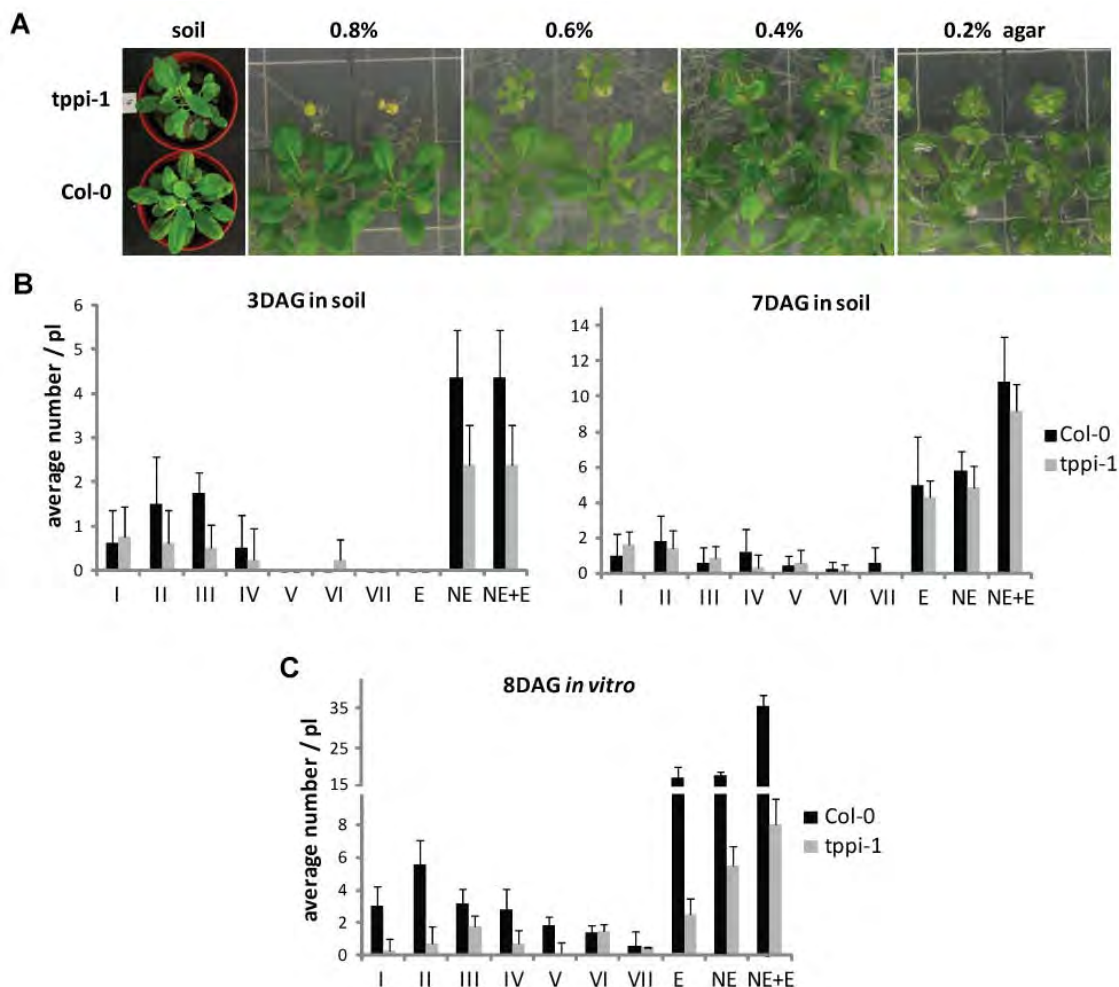 A
soil 0.8% 0.6% 0.4% 0.2% agar
tppi-1
Col-0
B
3DAG in soil
average number / pl
6
5
4
3
2
1
0
I II III IV V VI VII E NE NE+E
7DAG in soil
14
12
10
8
6
4
2
0
I II III IV V VI VII E NE NE+E
Col-0
tppi-1
C
8DAG in vitro
average number / pl
35
25
15
8
6
4
2
0
I II III IV V VI VII E NE NE+E
Col-0
tppi-1